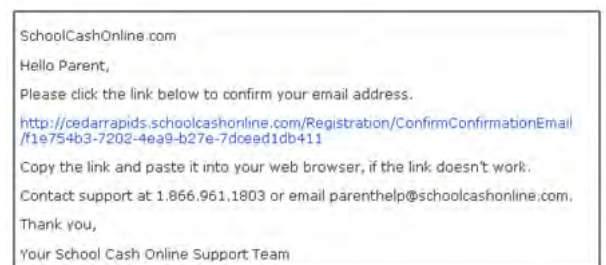 SchoolCashOnline.com
Hello Parent,
Please click the link below to confirm your email address.
http://cedarrapids.schoolcashonline.com/Registration/ConfirmConfirmationEmail
/f1e754b3-7202-4ea9-b27e-7dceed1db411
Copy the link and paste it into your web browser, if the link doesn't work.
Contact support at 1.866.961.1803 or email parenthelp@schoolcashonline.com.
Thank you,
Your School Cash Online Support Team